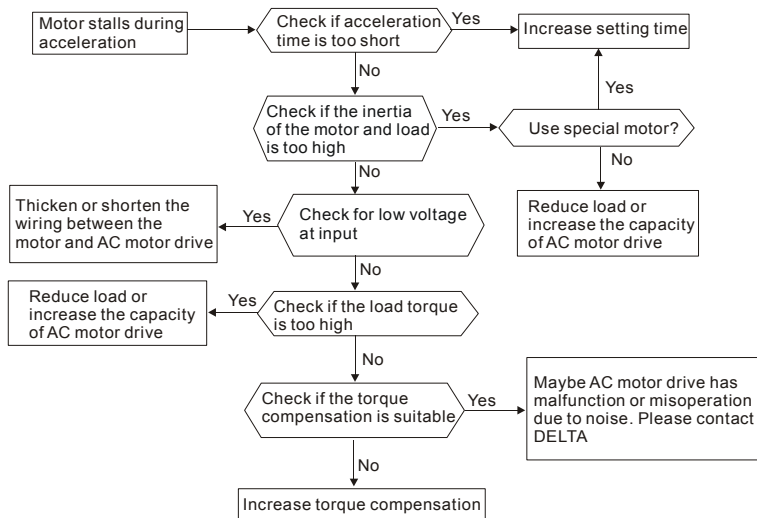 Motor stalls during
acceleration
Check if acceleration
time is too short
Yes
Increase setting time
No
Yes
Check if the inertia
of the motor and load
is too high
Yes
Use special motor?
No
No
Thicken or shorten the
wiring between the
motor and AC motor drive
Yes
Check for low voltage
at input
Reduce load or
increase the capacity
of AC motor drive
No
Reduce load or
increase the capacity
of AC motor drive
Yes
Check if the load torque
is too high
No
Check if the torque
compensation is suitable
Yes
Maybe AC motor drive has
malfunction or misoperation
due to noise. Please contact
DELTA
No
Increase torque compensation